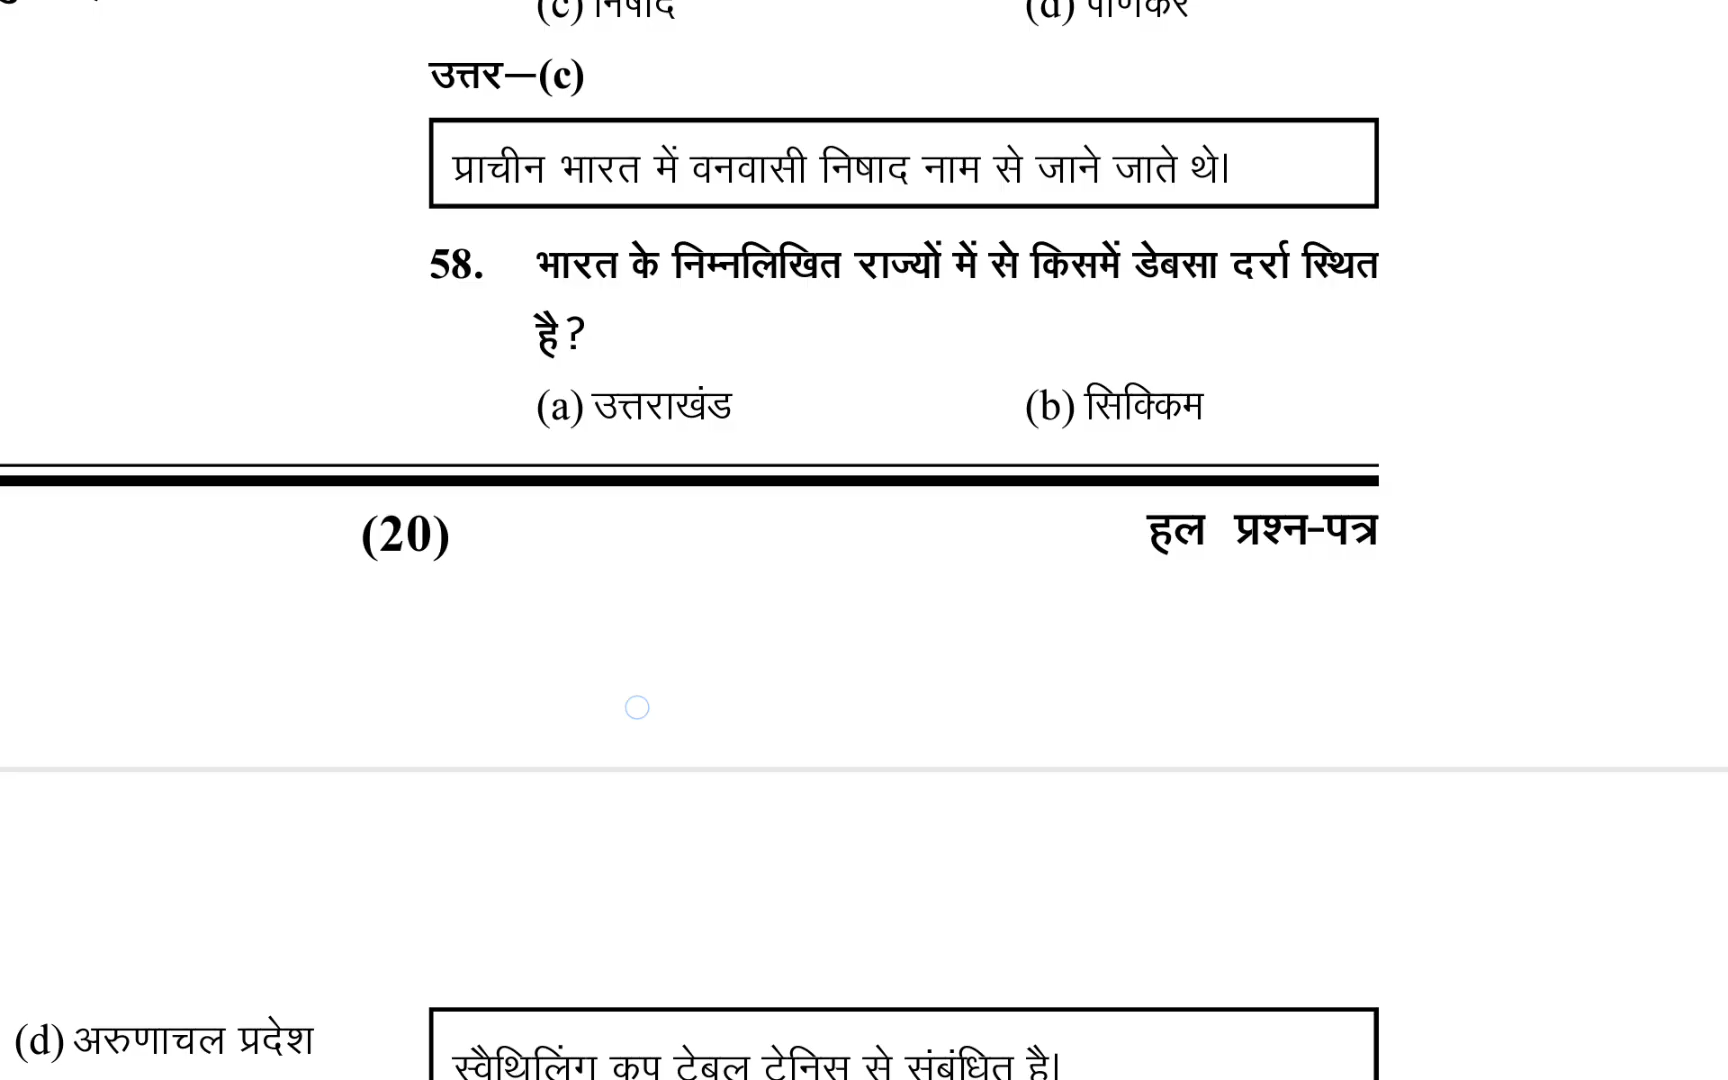 (c) निषाद (d) पाणिकर
उत्तर—(c)
प्राचीन भारत में वनवासी निषाद नाम से जाने जाते थे।
58. भारत के निम्नलिखित राज्यों में से किसमें डेबसा दर्रा स्थित
है?
(a) उत्तराखंड (b) सिक्किम
(20) हल प्रश्न-पत्र
(d) अरुणाचल प्रदेश
स्वैथिलिंग कप टेबल टेनिस से संबंधित है।